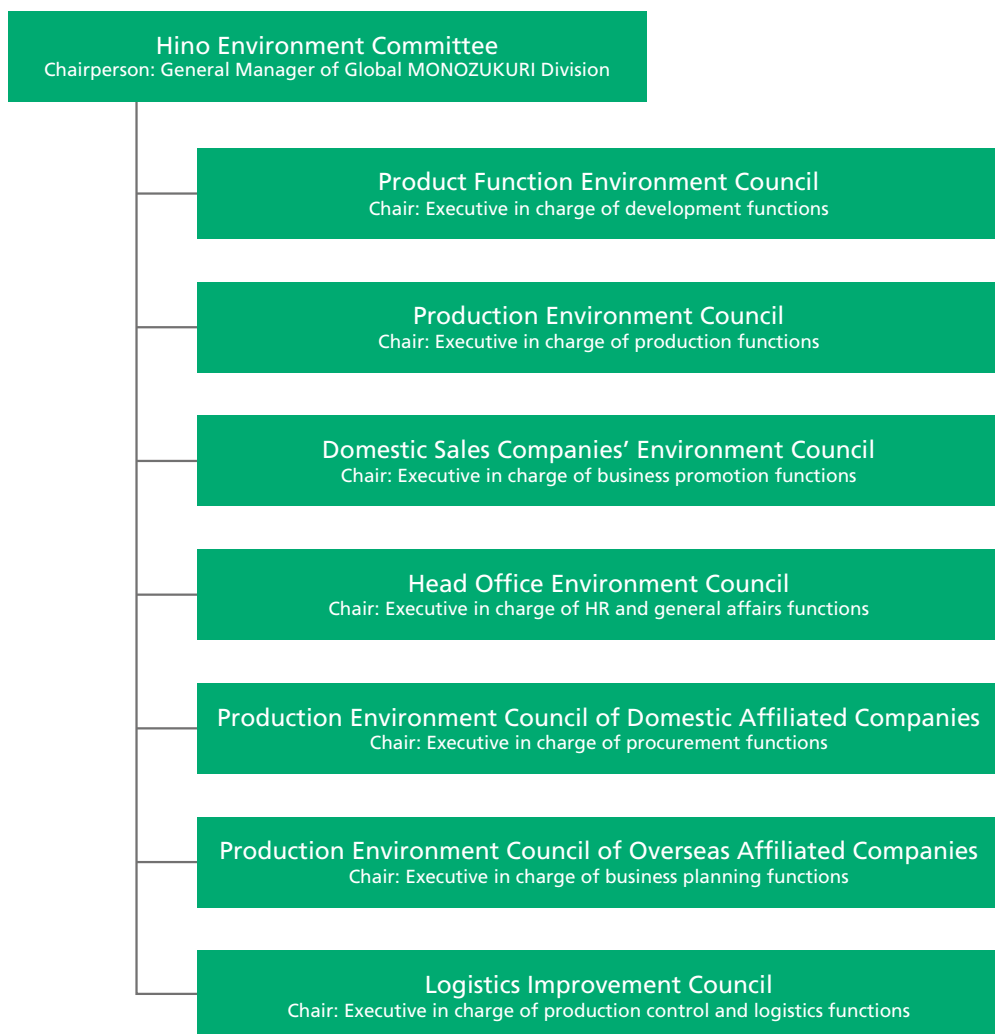 Hino Environment Committee
Chairperson: General Manager of Global MONOZUKURI Division
Product Function Environment Council
Chair: Executive in charge of development functions
Production Environment Council
Chair: Executive in charge of production functions
Domestic Sales Companies’ Environment Council
Chair: Executive in charge of business promotion functions
Head Office Environment Council
Chair: Executive in charge of HR and general affairs functions
Production Environment Council of Domestic Affiliated Companies
Chair: Executive in charge of procurement functions
Production Environment Council of Overseas Affiliated Companies
Chair: Executive in charge of business planning functions
Logistics Improvement Council
Chair: Executive in charge of production control and logistics functions